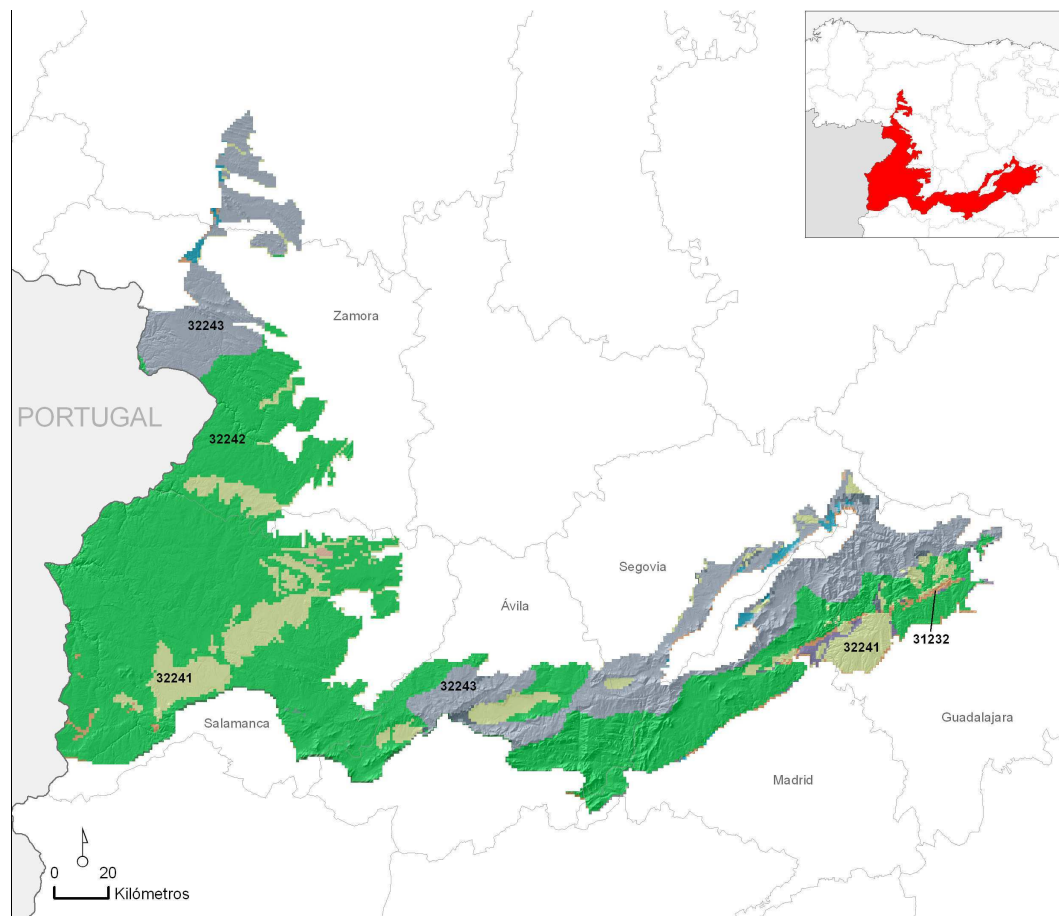 Zamora
32243
PORTUGAL
32242
Segovia
Ávila
31232
32241
32241
32243
Salamanca
Guadalajara
Madrid
0 20
Kilómetros